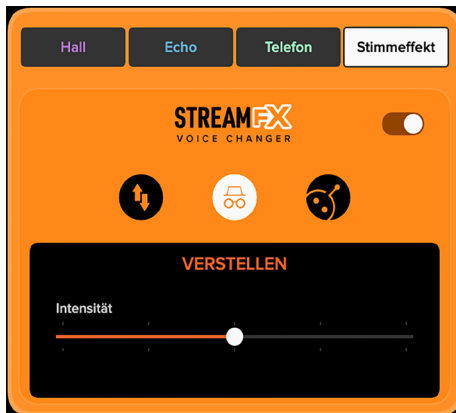 Hall
Echo
Telefon
Stimmeffekt
STREAMFX
VOICE CHANGER
VERSTELLEN
Intensität